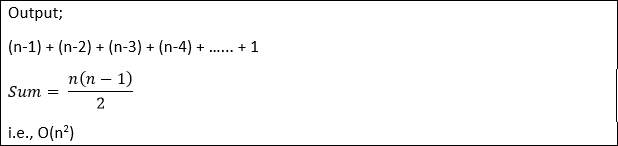 Output;
(n-1) + (n-2) + (n-3) + (n-4) + ...... + 1
Sum = n(n − 1) / 2
i.e., O(n²)